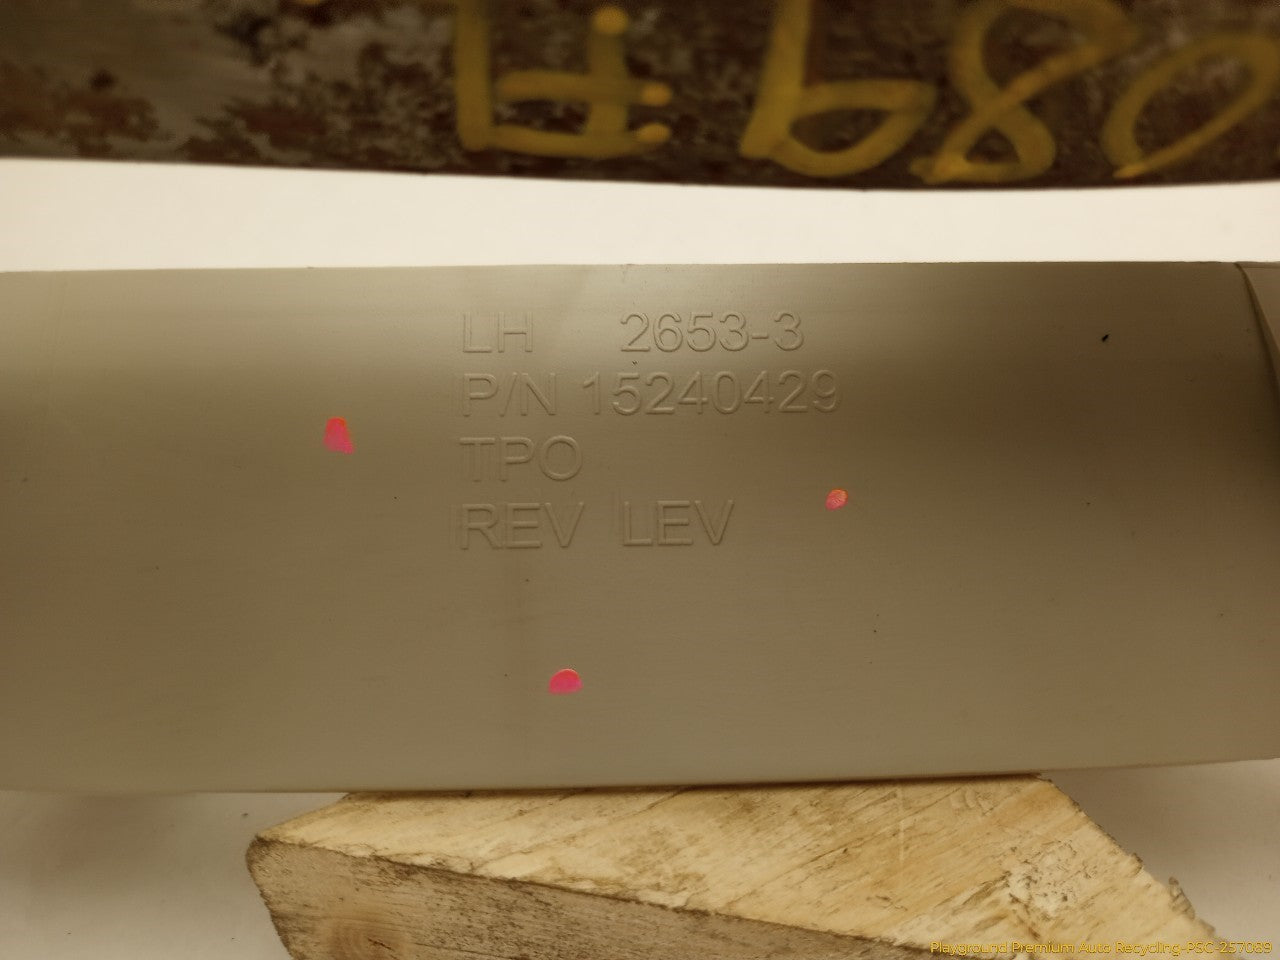 LH 2653-3
P/N 15240429
TPO
REV LEV
Playground Premium Auto Recycling-PSC-257089